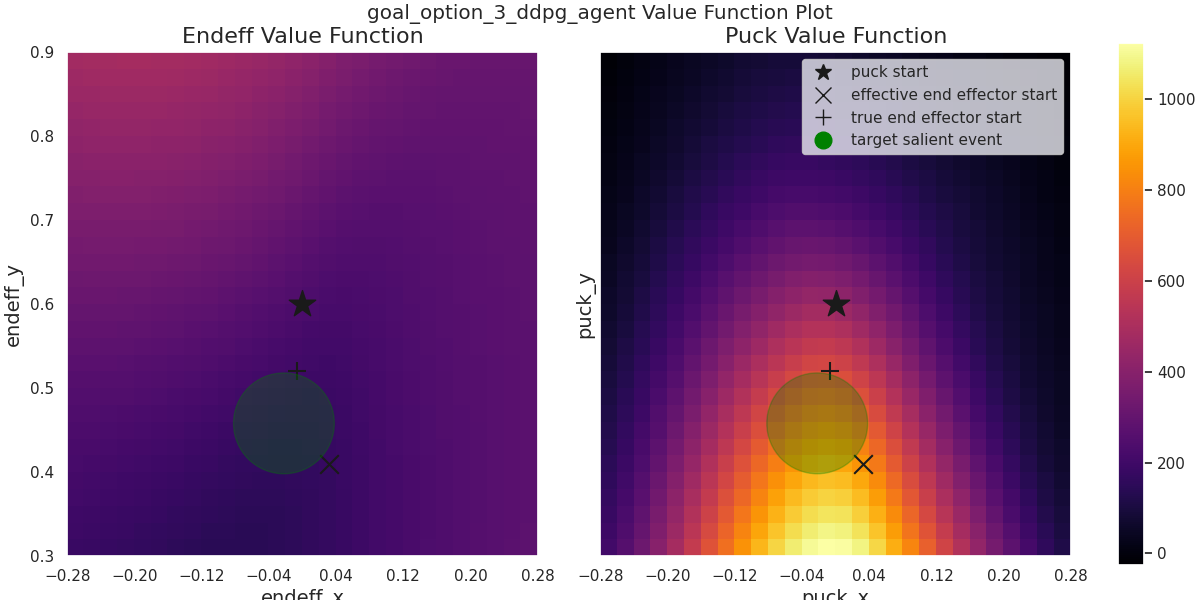 goal_option_3_ddpg_agent Value Function Plot
Endeff Value Function
Puck Value Function
0.9
0.8
0.7
0.6
0.5
0.4
0.3
endeff_y
−0.28 −0.20 −0.12 −0.04 0.04 0.12 0.20 0.28
endeff_x
puck start
effective end effector start
true end effector start
target salient event
puck_y
−0.28 −0.20 −0.12 −0.04 0.04 0.12 0.20 0.28
puck_x
1000
800
600
400
200
0